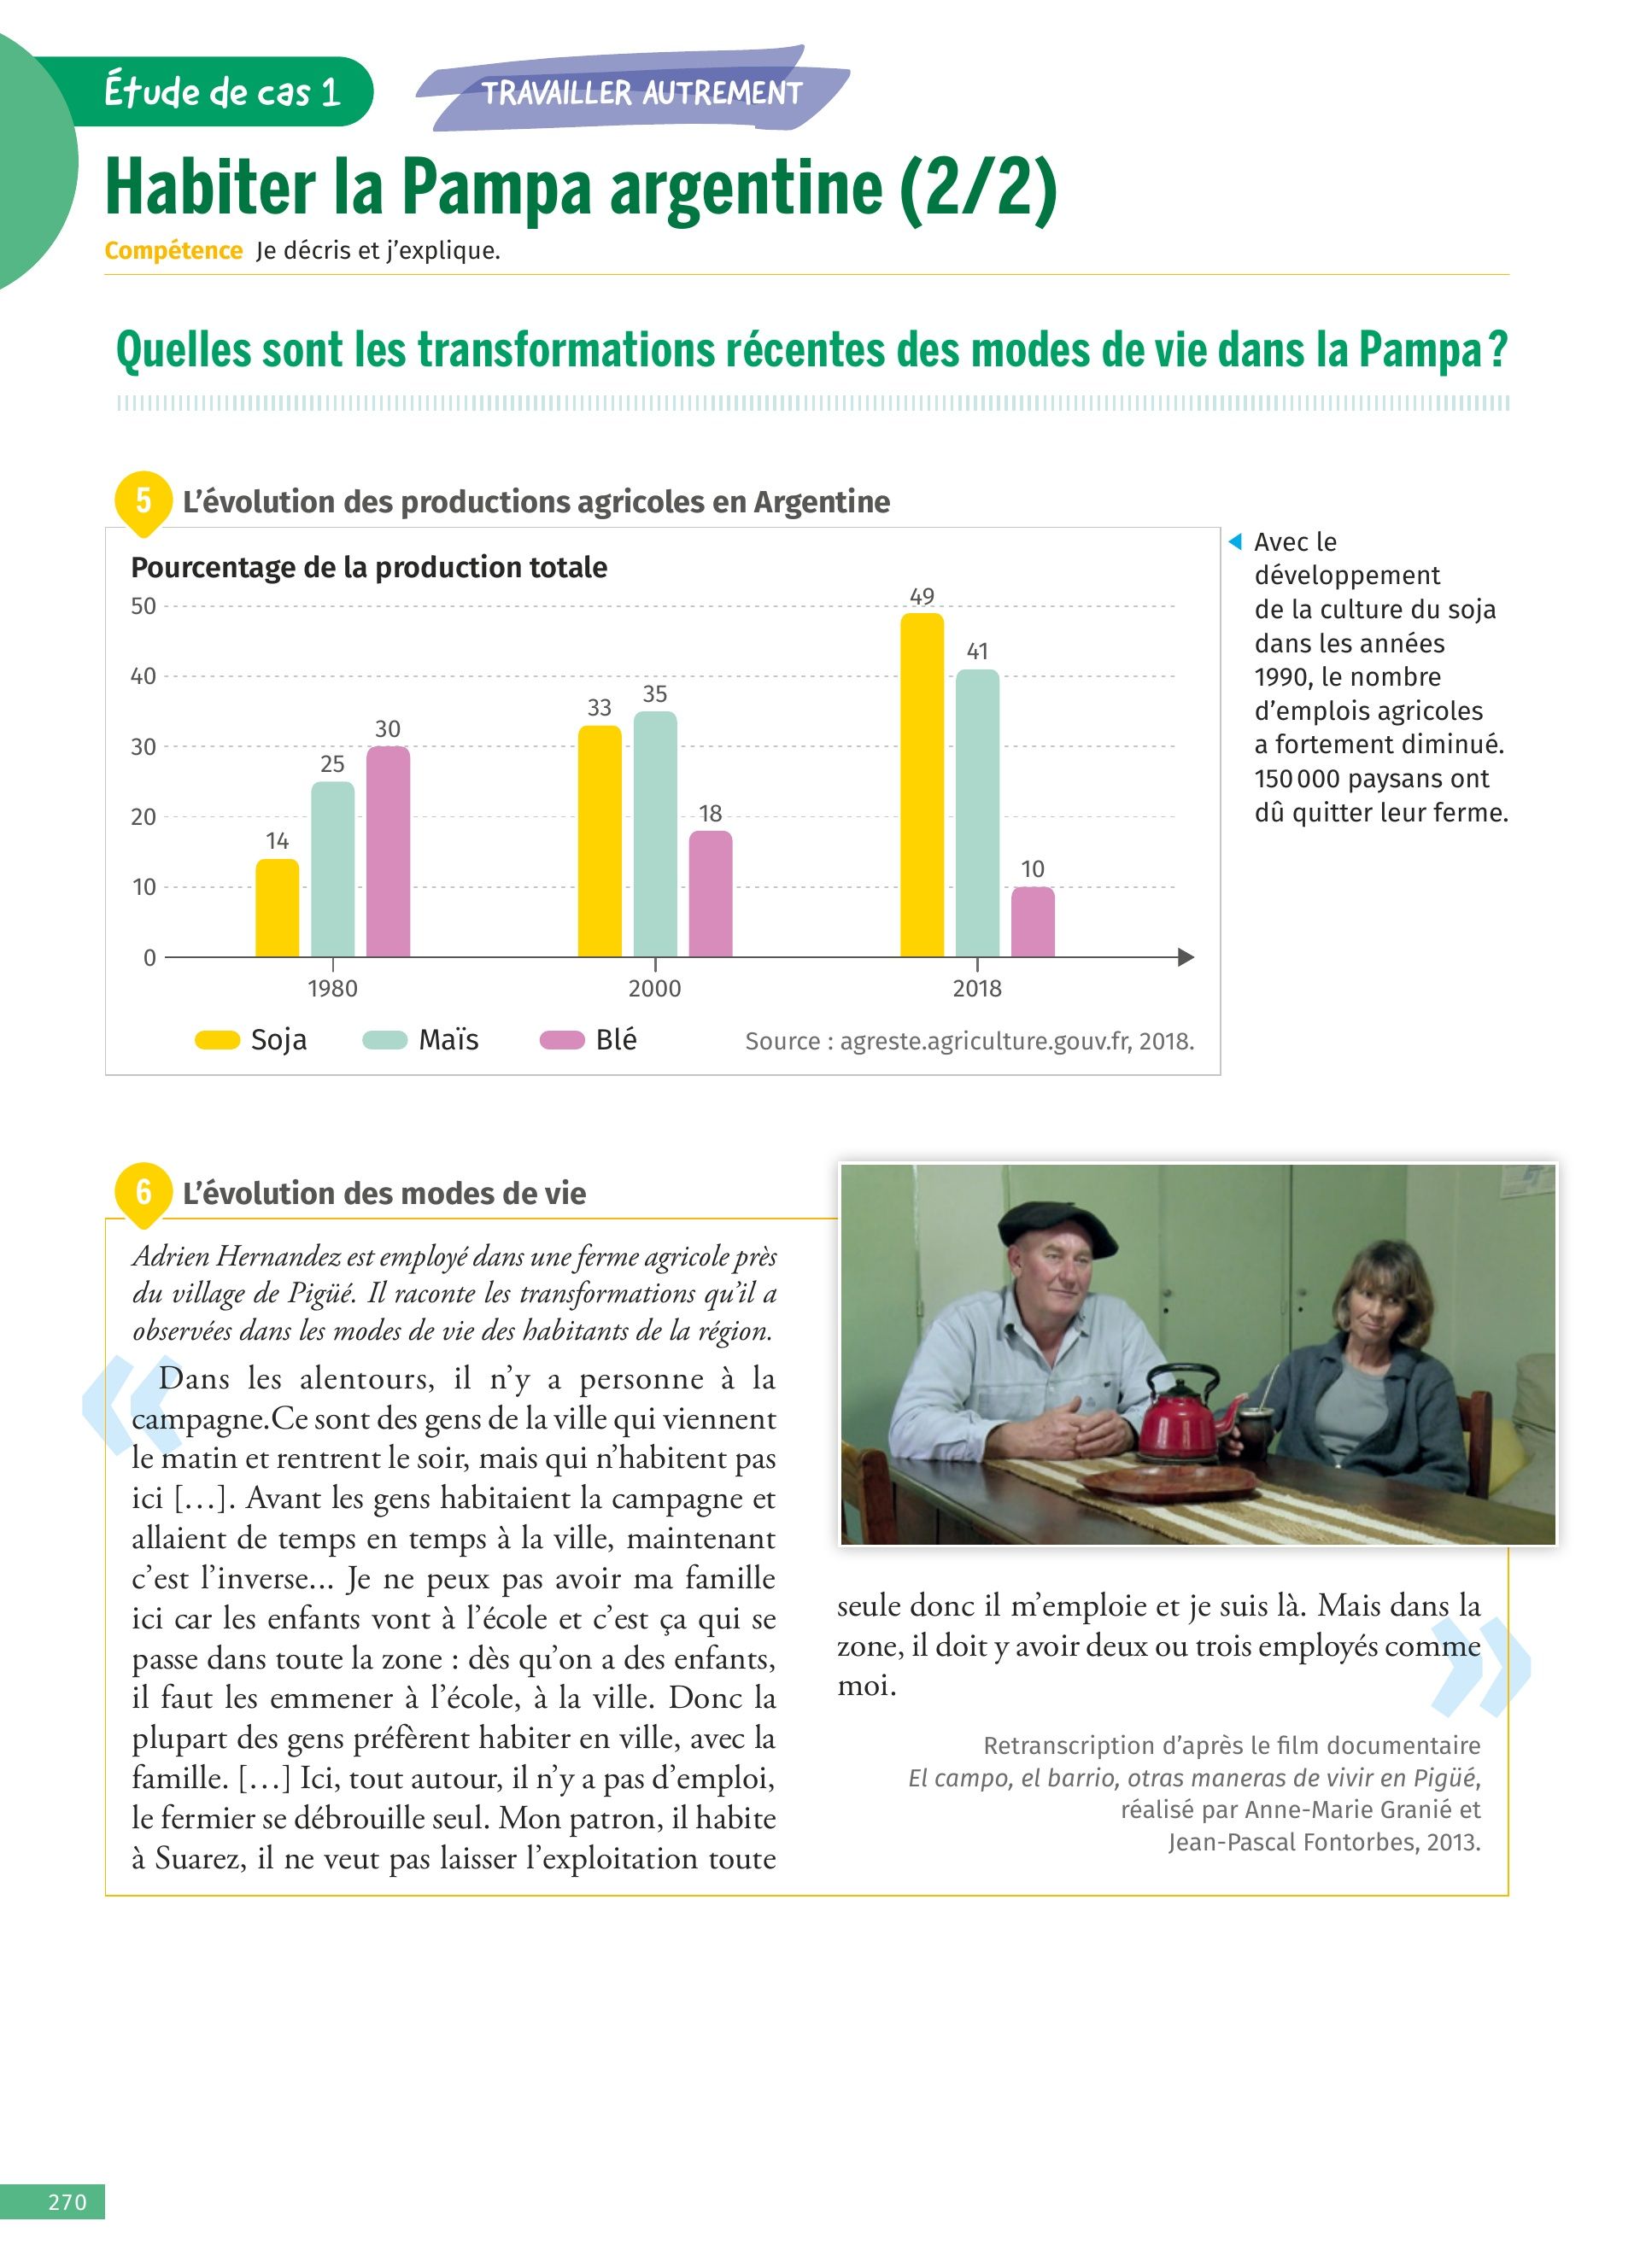 Étude de cas 1
TRAVAILLER AUTREMENT
Habiter la Pampa argentine (2/2)
Compétence Je décris et j’explique.
Quelles sont les transformations récentes des modes de vie dans la Pampa ?
5 L’évolution des productions agricoles en Argentine
Pourcentage de la production totale
50
40
30
20
10
0
14
25
30
33
35
18
49
41
10
1980
2000
2018
Soja
Maïs
Blé
Source : agreste.agriculture.gouv.fr, 2018.
Avec le
développement
de la culture du soja
dans les années
1990, le nombre
d’emplois agricoles
a fortement diminué.
150 000 paysans ont
dû quitter leur ferme.
6 L’évolution des modes de vie
Adrien Hernandez est employé dans une ferme agricole près
du village de Pigüé. Il raconte les transformations qu’il a
observées dans les modes de vie des habitants de la région.
« Dans les alentours, il n’y a personne à la
campagne.Ce sont des gens de la ville qui viennent
le matin et rentrent le soir, mais qui n’habitent pas
ici […]. Avant les gens habitaient la campagne et
allaient de temps en temps à la ville, maintenant
c’est l’inverse... Je ne peux pas avoir ma famille
ici car les enfants vont à l’école et c’est ça qui se
passe dans toute la zone : dès qu’on a des enfants,
il faut les emmener à l’école, à la ville. Donc la
plupart des gens préfèrent habiter en ville, avec la
famille. […] Ici, tout autour, il n’y a pas d’emploi,
le fermier se débrouille seul. Mon patron, il habite
à Suarez, il ne veut pas laisser l’exploitation toute
seule donc il m’emploie et je suis là. Mais dans la
zone, il doit y avoir deux ou trois employés comme
moi. »
Retranscription d’après le film documentaire
El campo, el barrio, otras maneras de vivir en Pigüé,
réalisé par Anne-Marie Granié et
Jean-Pascal Fontorbes, 2013.
270